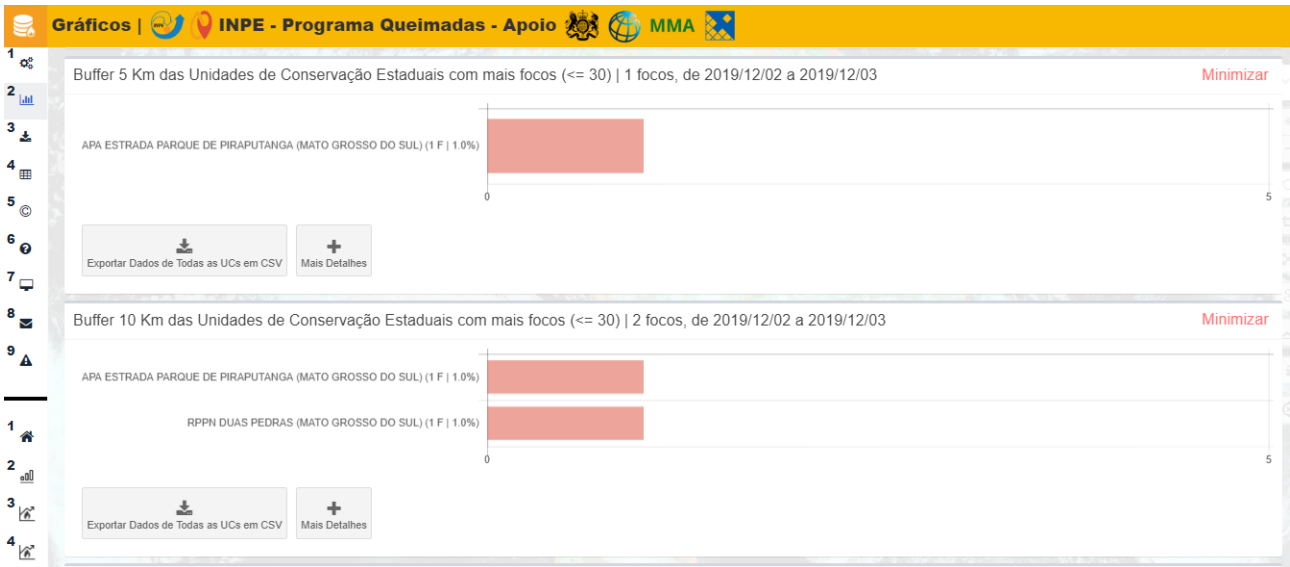 Gráficos | INPE - Programa Queimadas - Apoio MMA
1
2
3
4
5
6
7
8
9
1
2
3
4
Buffer 5 Km das Unidades de Conservação Estaduais com mais focos (<= 30) | 1 focos, de 2019/12/02 a 2019/12/03 Minimizar
APA ESTRADA PARQUE DE PIRAPUTANGA (MATO GROSSO DO SUL) (1 F | 1.0%)
0 5
Exportar Dados de Todas as UCs em CSV Mais Detalhes
Buffer 10 Km das Unidades de Conservação Estaduais com mais focos (<= 30) | 2 focos, de 2019/12/02 a 2019/12/03 Minimizar
APA ESTRADA PARQUE DE PIRAPUTANGA (MATO GROSSO DO SUL) (1 F | 1.0%)
RPPN DUAS PEDRAS (MATO GROSSO DO SUL) (1 F | 1.0%)
0 5
Exportar Dados de Todas as UCs em CSV Mais Detalhes